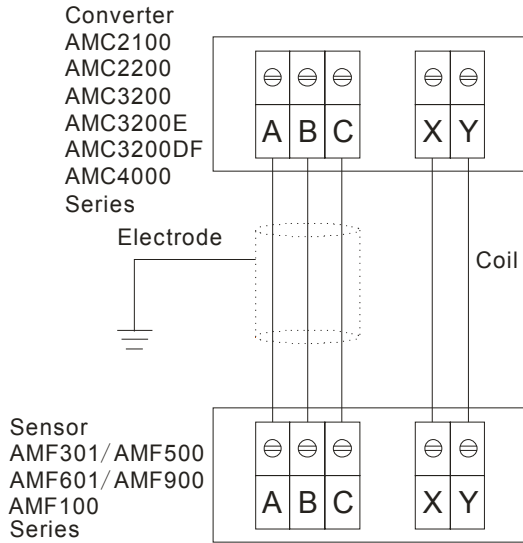 Converter
AMC2100
AMC2200
AMC3200
AMC3200E
AMC3200DF
AMC4000
Series
A B C X Y
Electrode
Coil
Sensor
AMF301/AMF500
AMF601/AMF900
AMF100
Series
A B C X Y